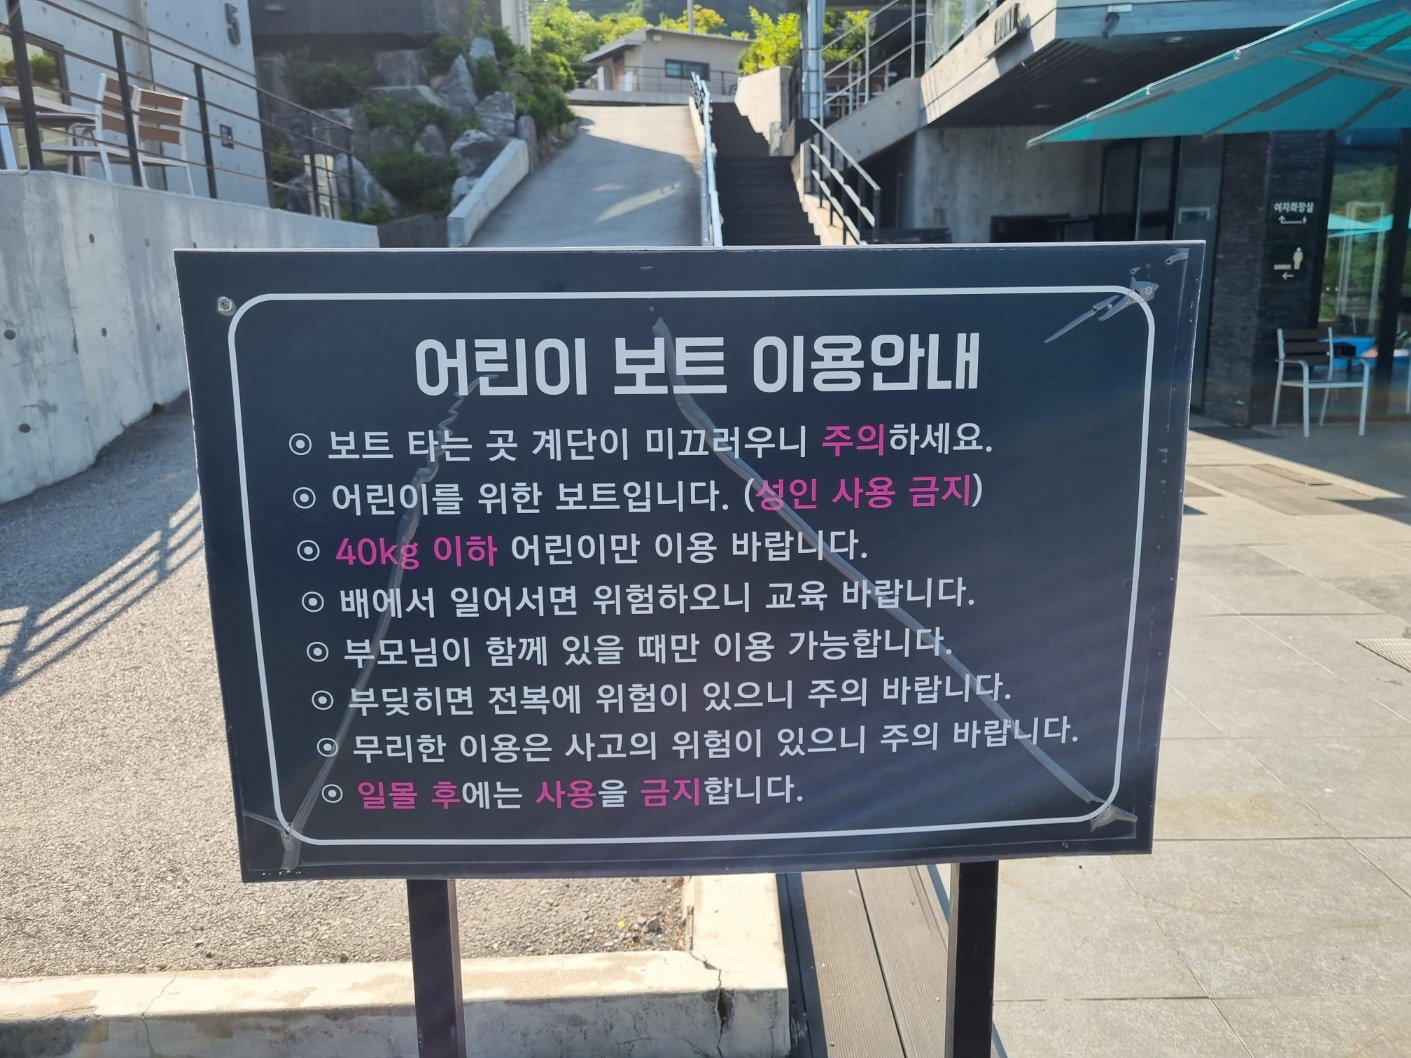 5
여자화장실
어린이 보트 이용안내
⊙ 보트 타는 곳 계단이 미끄러우니 주의하세요.
⊙ 어린이를 위한 보트입니다. (성인 사용 금지)
⊙ 40kg 이하 어린이만 이용 바랍니다.
⊙ 배에서 일어서면 위험하오니 교육 바랍니다.
⊙ 부모님이 함께 있을 때만 이용 가능합니다.
⊙ 부딪히면 전복에 위험이 있으니 주의 바랍니다.
⊙ 무리한 이용은 사고의 위험이 있으니 주의 바랍니다.
⊙ 일몰 후에는 사용을 금지합니다.